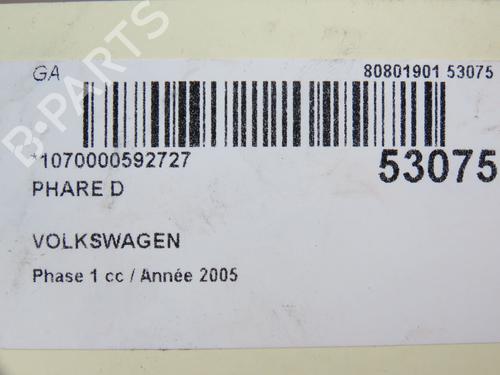 GA 80801901 53075
*1070000592727 53075
PHARE D
VOLKSWAGEN
Phase 1 cc / Année 2005
B-PARTS